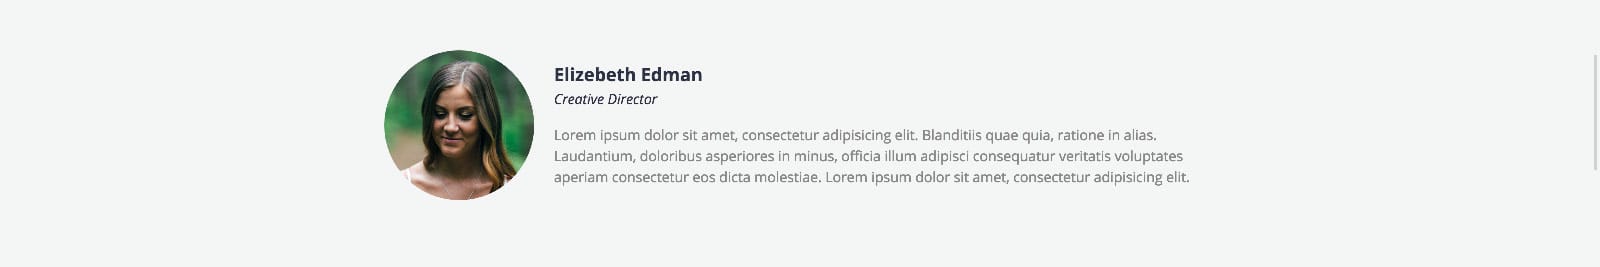 Elizebeth Edman
Creative Director
Lorem ipsum dolor sit amet, consectetur adipisicing elit. Blanditiis quae quia, ratione in alias.
Laudantium, doloribus asperiores in minus, officia illum adipisci consequatur veritatis voluptates
aperiam consectetur eos dicta molestiae. Lorem ipsum dolor sit amet, consectetur adipisicing elit.